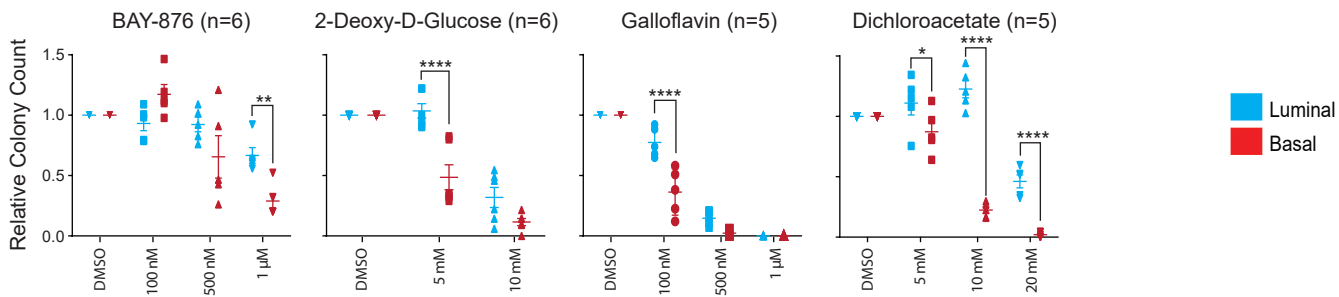 BAY-876 (n=6)
2-Deoxy-D-Glucose (n=6)
Galloflavin (n=5)
Dichloroacetate (n=5)
Relative Colony Count
1.5
1.0
0.5
0.0
**
****
****
*
****
****
DMSO
100 nM
500 nM
1 µM
DMSO
5 mM
10 mM
DMSO
100 nM
500 nM
1 µM
DMSO
5 mM
10 mM
20 mM
Luminal
Basal